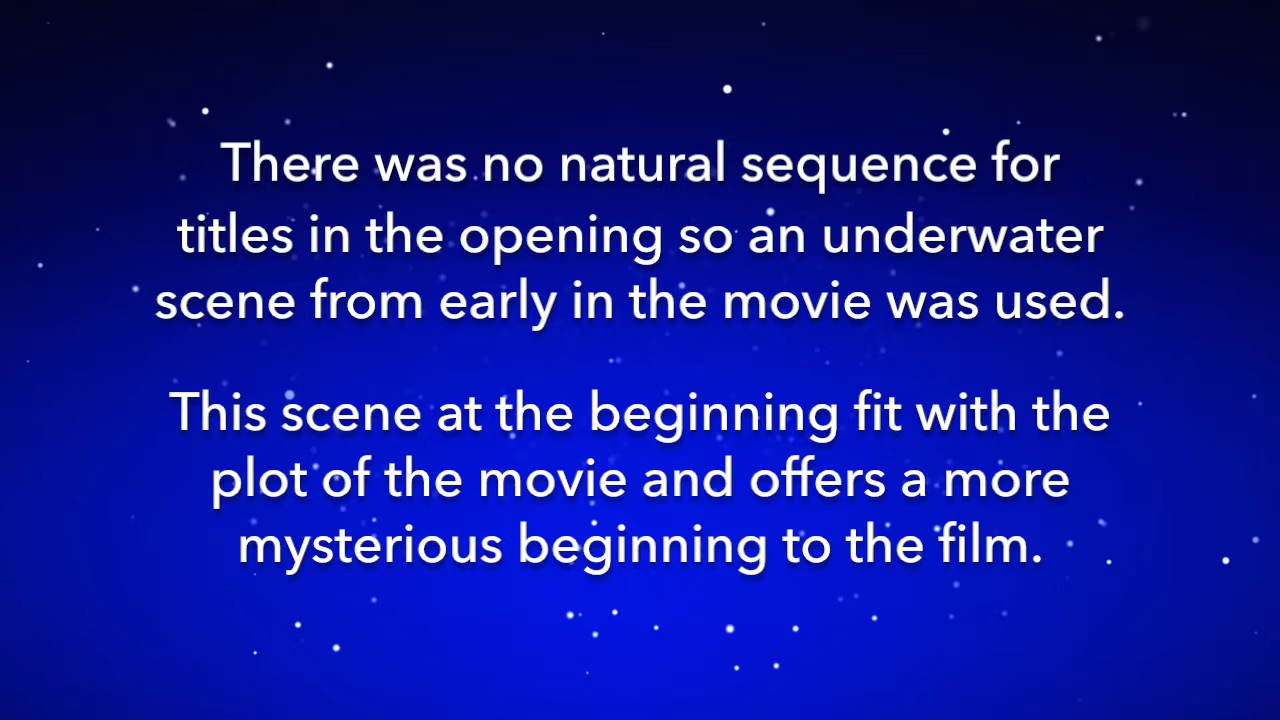 There was no natural sequence for
titles in the opening so an underwater
scene from early in the movie was used.
This scene at the beginning fit with the
plot of the movie and offers a more
mysterious beginning to the film.